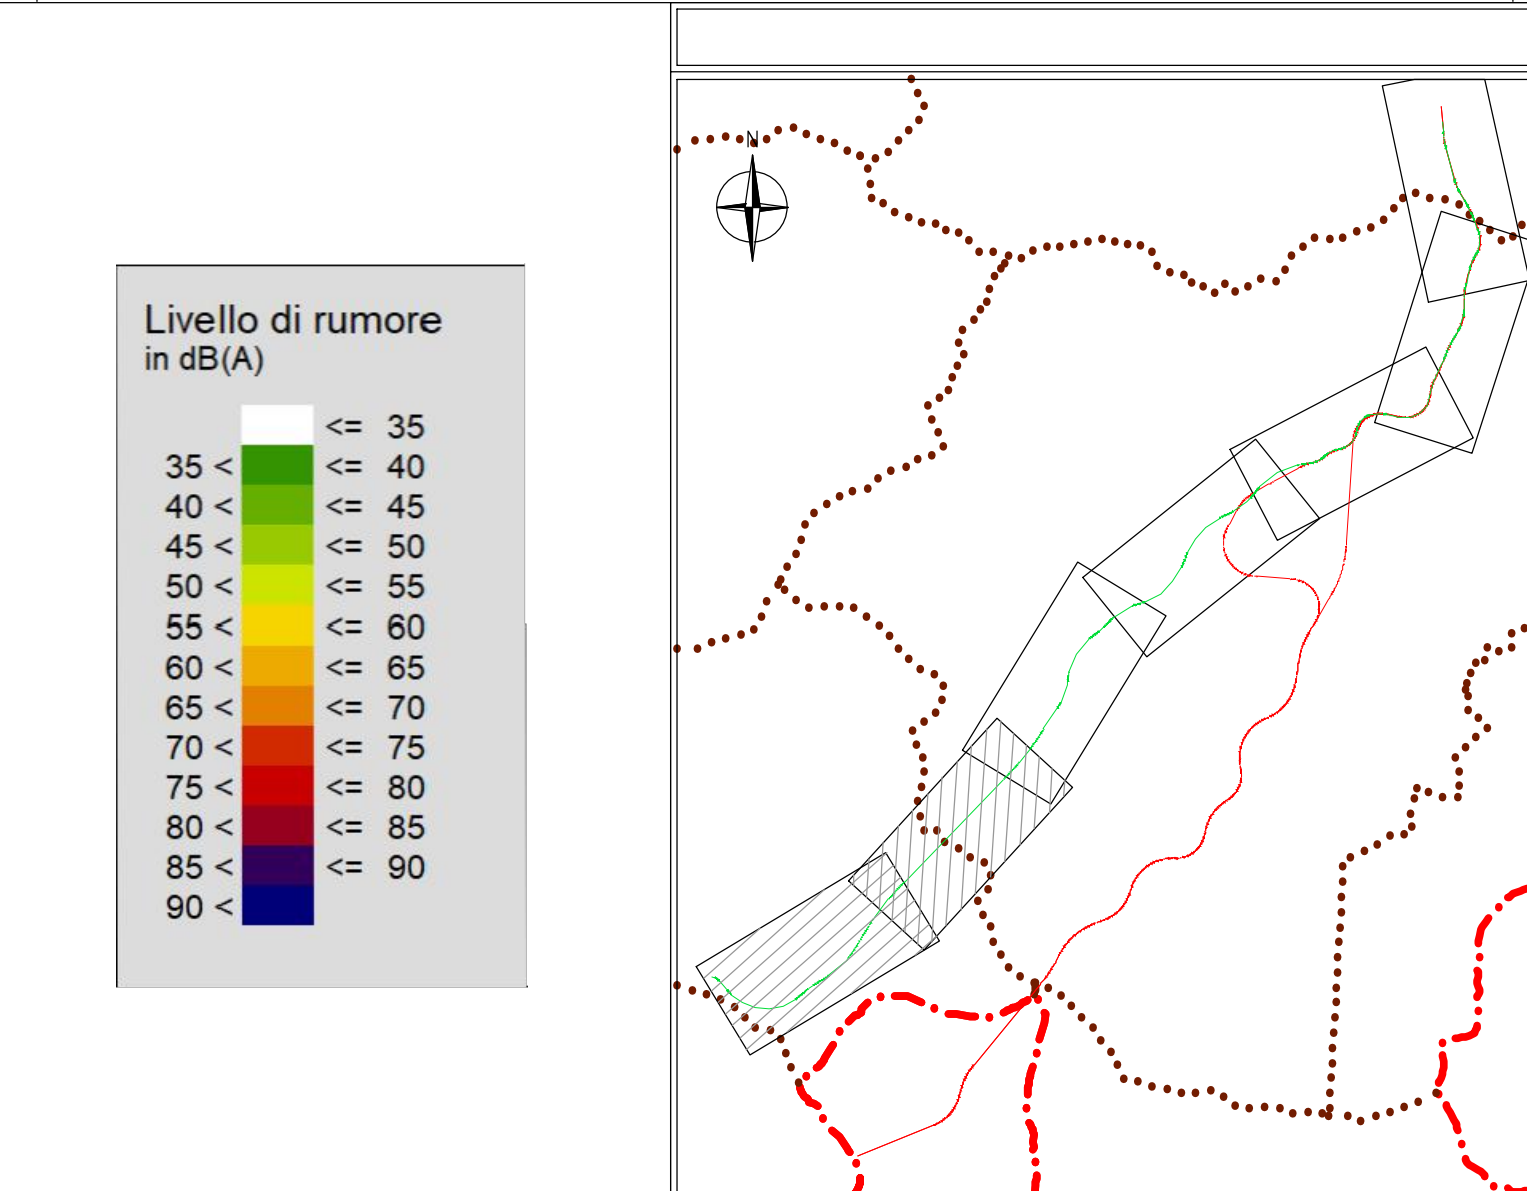 Livello di rumore
in dB(A)
<= 35
35 < <= 40
40 < <= 45
45 < <= 50
50 < <= 55
55 < <= 60
60 < <= 65
65 < <= 70
70 < <= 75
75 < <= 80
80 < <= 85
85 < <= 90
90 <
N